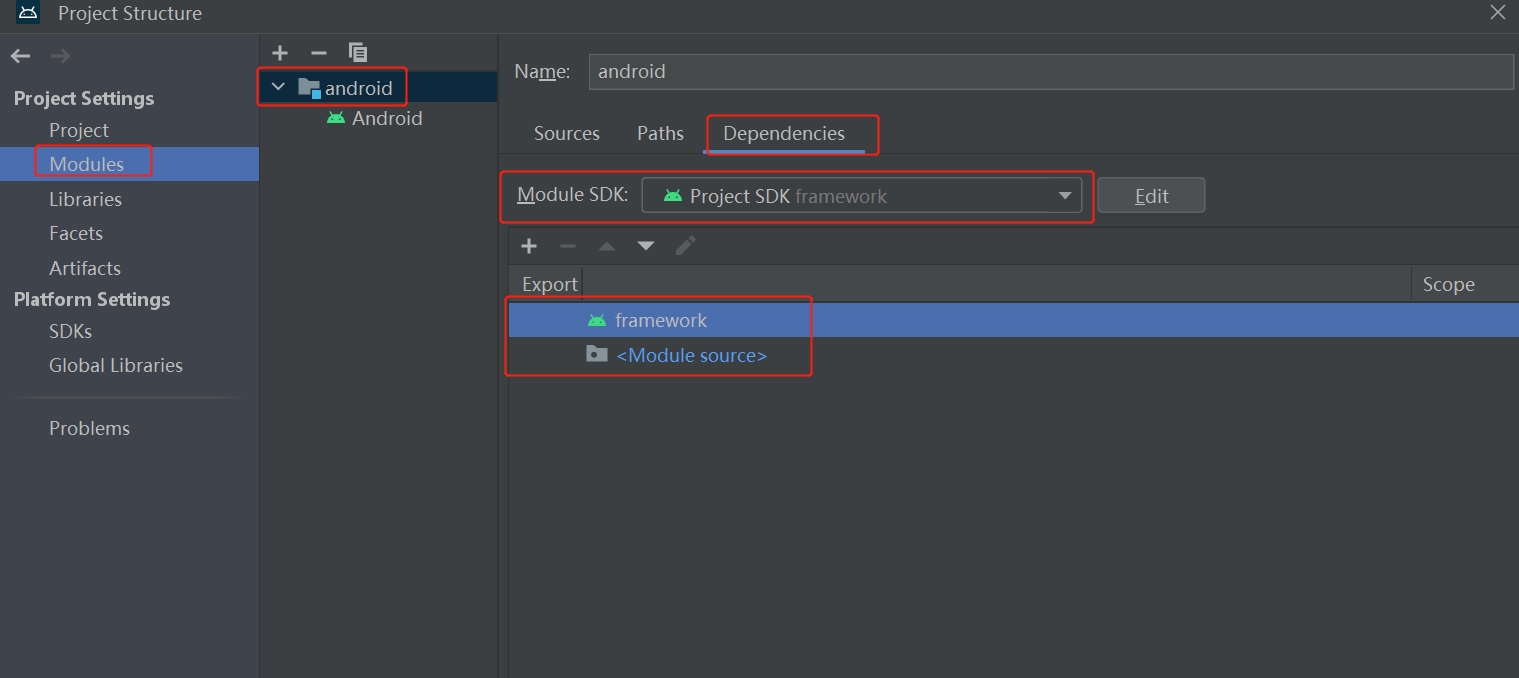 Project Structure
Project Settings
Project
Modules
Libraries
Facets
Artifacts
Platform Settings
SDKs
Global Libraries
Problems
android
Android
Name: android
Sources Paths Dependencies
Module SDK: Project SDK framework Edit
Export Scope
framework
<Module source>